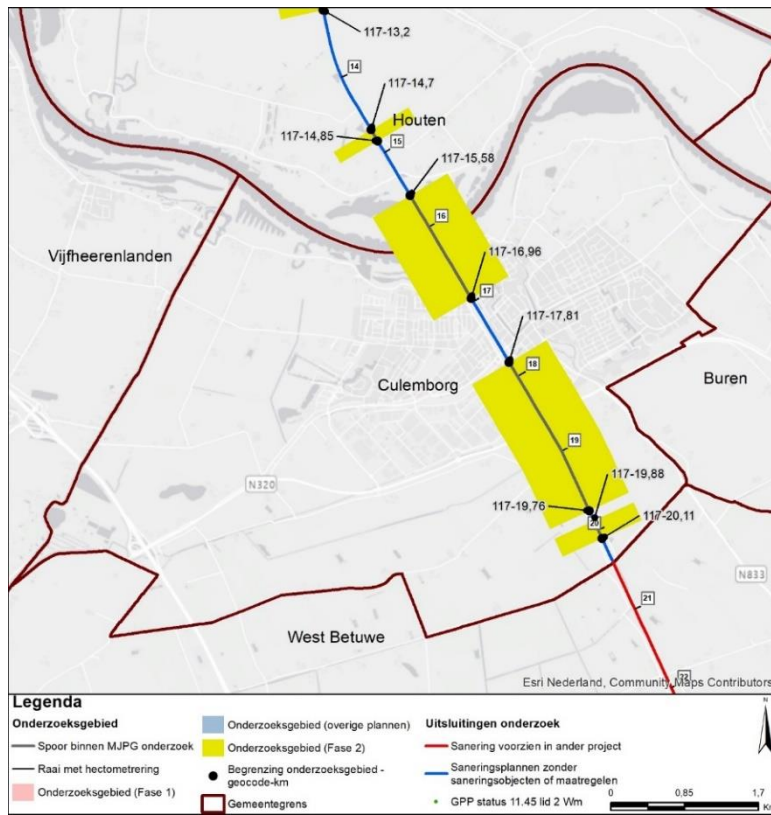 117-13,2
14
117-14,7
Houten
117-14,85
15
117-15,58
16
Vijfheerenlanden
117-16,96
17
117-17,81
18
Culemborg
Buren
19
N320
117-19,88
117-19,76
20
117-20,11
N833
21
West Betuwe
22
Esri Nederland, Community Maps Contributors
Legenda
Onderzoeksgebied
Spoor binnen MJPG onderzoek
Raai met hectometrering
Onderzoeksgebied (Fase 1)
Onderzoeksgebied (overige plannen)
Onderzoeksgebied (Fase 2)
Begrenzing onderzoeksgebied -
geocode-km
Gemeentegrens
Uitsluitingen onderzoek
Sanering voorzien in ander project
Saneringsplannen zonder
saneringsobjecten of maatregelen
GPP status 11.45 lid 2 Wm
N
0 0,85 1,7